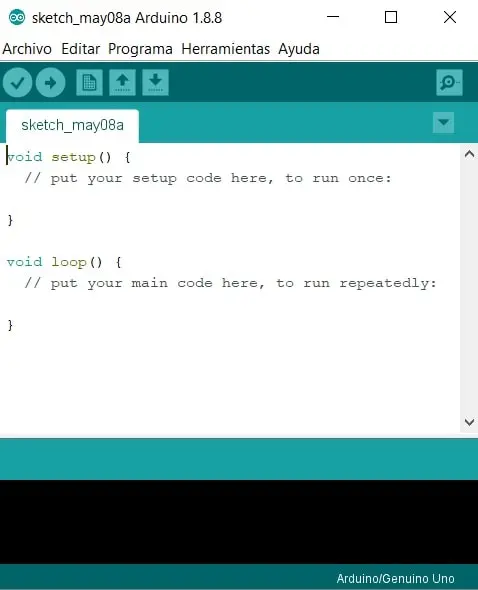 sketch_may08a Arduino 1.8.8
Archivo Editar Programa Herramientas Ayuda
sketch_may08a
void setup() {
  // put your setup code here, to run once:
}
void loop() {
  // put your main code here, to run repeatedly:
}
Arduino/Genuino Uno